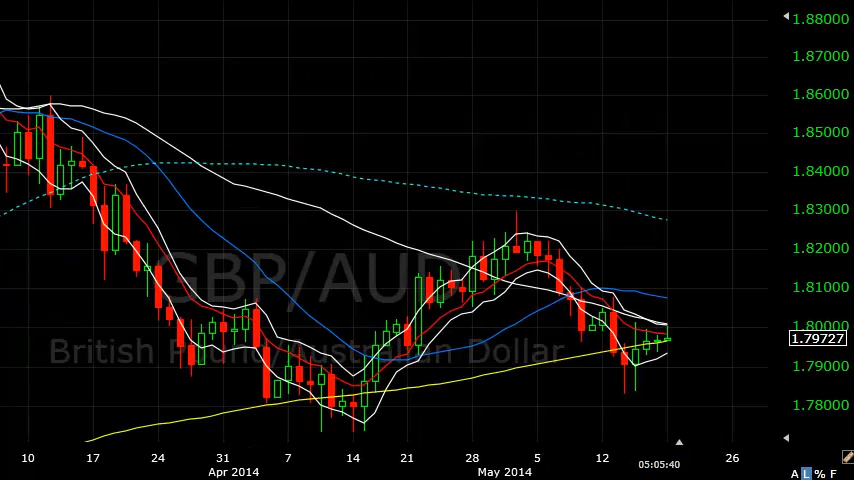 1.88000
1.87000
1.86000
1.85000
1.84000
1.83000
1.82000
GBP/AUD
1.81000
1.80000
1.79727
British Pound/Australian Dollar
1.79000
1.78000
10 17 24 31 7 14 21 28 5 12 26
Apr 2014 May 2014 05:05:40
A L % F